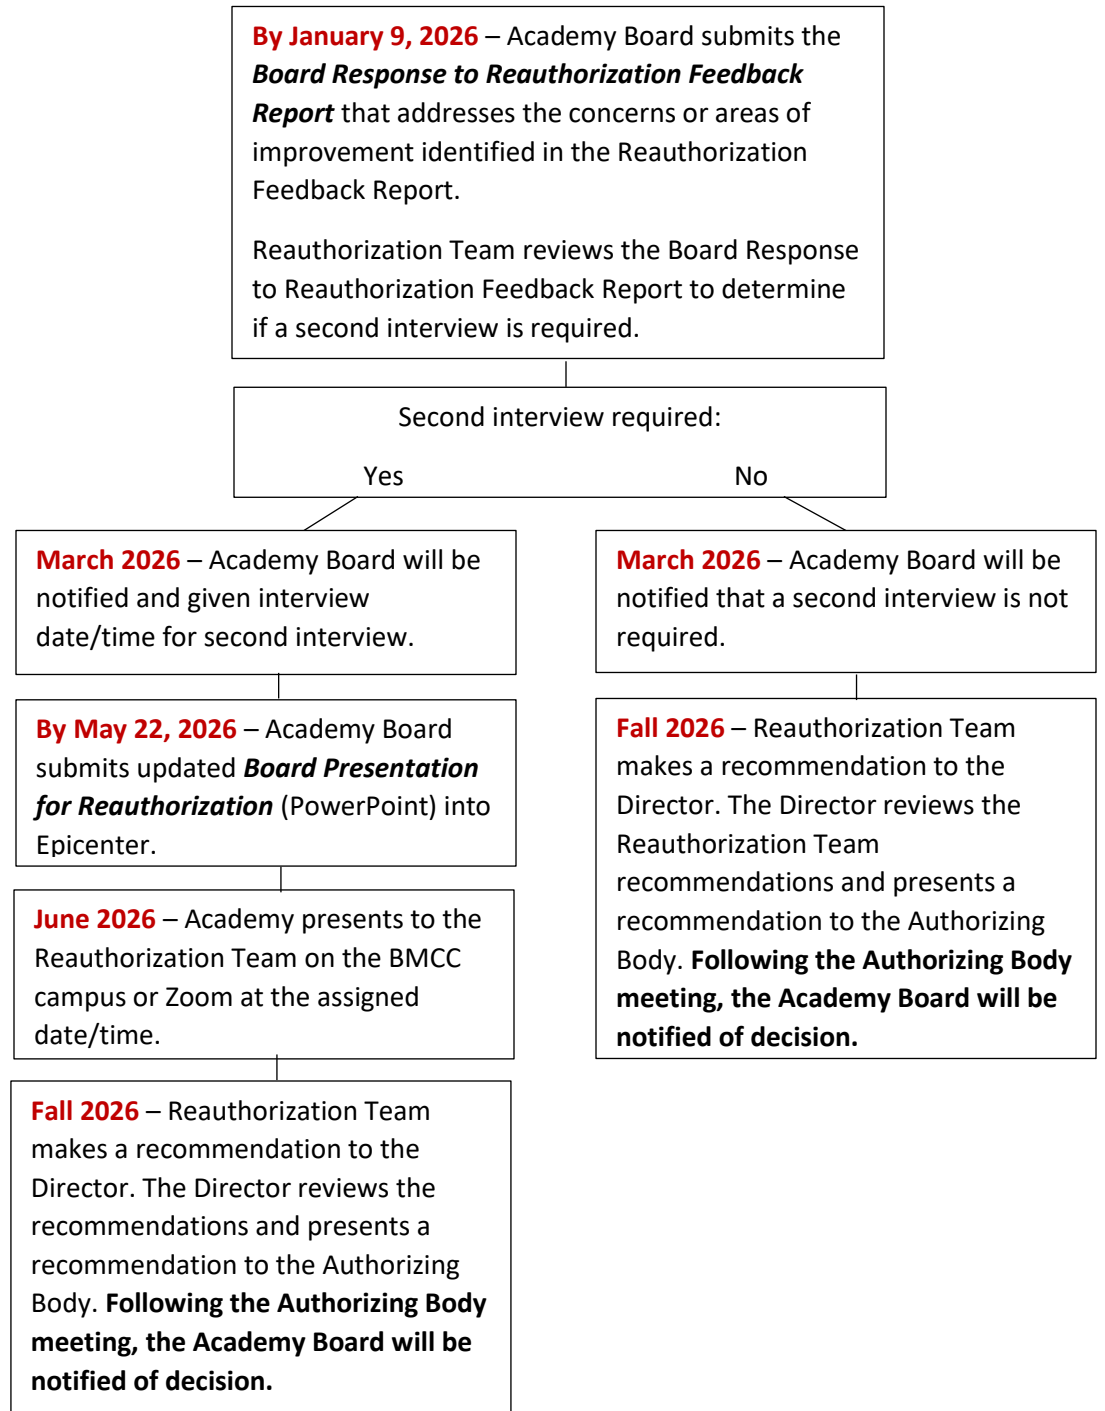 By January 9, 2026 – Academy Board submits the
Board Response to Reauthorization Feedback
Report that addresses the concerns or areas of
improvement identified in the Reauthorization
Feedback Report.
Reauthorization Team reviews the Board Response
to Reauthorization Feedback Report to determine
if a second interview is required.
Second interview required:
Yes No
March 2026 – Academy Board will be
notified and given interview
date/time for second interview.
By May 22, 2026 – Academy Board
submits updated Board Presentation
for Reauthorization (PowerPoint) into
Epicenter.
June 2026 – Academy presents to the
Reauthorization Team on the BMCC
campus or Zoom at the assigned
date/time.
Fall 2026 – Reauthorization Team
makes a recommendation to the
Director. The Director reviews the
recommendations and presents a
recommendation to the Authorizing
Body. Following the Authorizing Body
meeting, the Academy Board will be
notified of decision.
March 2026 – Academy Board will be
notified that a second interview is not
required.
Fall 2026 – Reauthorization Team
makes a recommendation to the
Director. The Director reviews the
Reauthorization Team
recommendations and presents a
recommendation to the Authorizing
Body. Following the Authorizing Body
meeting, the Academy Board will be
notified of decision.